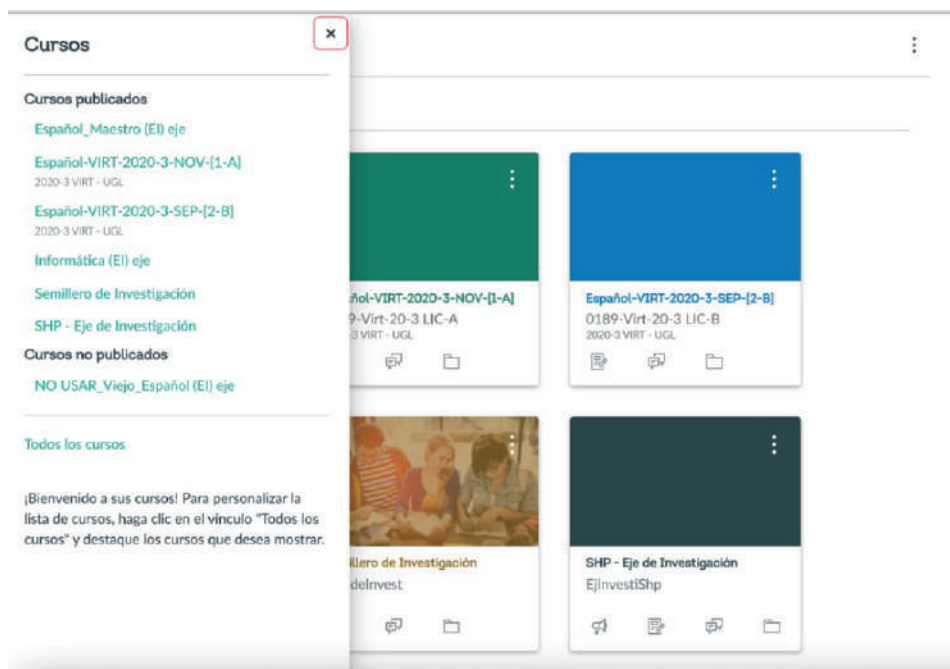 Cursos
Cursos publicados
Español_Maestro (EI) eje
Español-VIRT-2020-3-NOV-[1-A]
2020-3 VIRT - UGL
Español-VIRT-2020-3-SEP-[2-B]
2020-3 VIRT - UGL
Informática (EI) eje
Semillero de Investigación
SHP - Eje de Investigación
Cursos no publicados
NO USAR_Viejo_Español (EI) eje
Todos los cursos
¡Bienvenido a sus cursos! Para personalizar la
lista de cursos, haga clic en el vínculo "Todos los
cursos" y destaque los cursos que desea mostrar.
ñol-VIRT-2020-3-NOV-[1-A]
9-Virt-20-3 LIC-A
-3 VIRT - UGL
Español-VIRT-2020-3-SEP-[2-B]
0189-Virt-20-3 LIC-B
2020-3 VIRT - UGL
llero de Investigación
deInvest
SHP - Eje de Investigación
EjInvestiShp